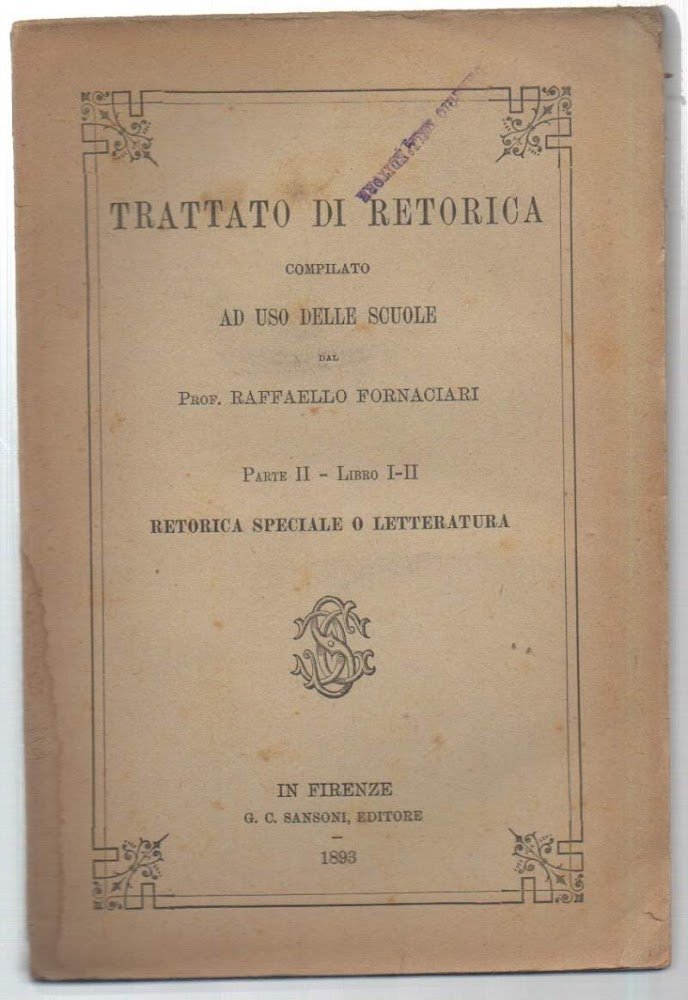 TRATTATO DI RETORICA
COMPILATO
AD USO DELLE SCUOLE
DAL
PROF. RAFFAELLO FORNACIARI
PARTE II - LIBRO I-II
RETORICA SPECIALE O LETTERATURA
IN FIRENZE
G. C. SANSONI, EDITORE
1893